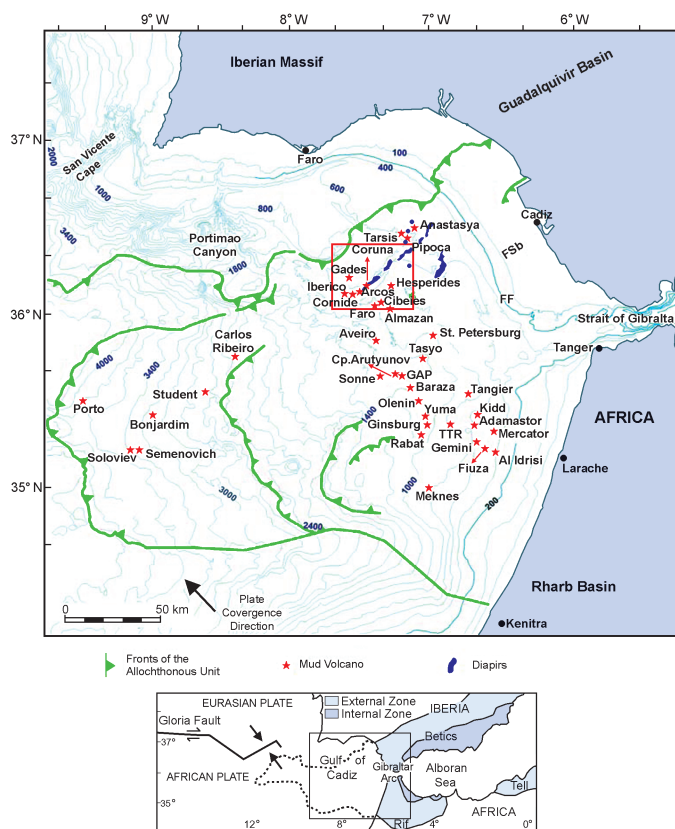 9°W
8°W
7°W
6°W
Iberian Massif
Guadalquivir Basin
37°N
Faro
San Vicente
Cape
2000
1000
3400
100
400
600
800
Portimao
Canyon
1800
Cadiz
FSb
FF
Anastasya
Tarsis
Pipoça
Coruna
Gades
Hesperides
Iberico
Arcos
Cornide
Cibeles
Faro
Almazan
36°N
Strait of Gibralta
Tanger
Aveiro
St. Petersburg
Tasyo
Cp.Arutyunov
GAP
Sonne
Baraza
Tangier
Carlos
Ribeiro
4000
3400
Student
Porto
Bonjardim
Soloviev
Semenovich
Olenin
Yuma
Kidd
1400
Ginsburg
Adamastor
TTR
Mercator
Rabat
Gemini
Al Idrisi
Fiuza
AFRICA
Larache
35°N
1000
Meknes
200
3000
2400
Plate
Covergence
Direction
0
50 km
Rharb Basin
Kenitra
Fronts of the
Allochthonous Unit
Mud Volcano
Diapirs
EURASIAN PLATE
Gloria Fault
External Zone
Internal Zone
IBERIA
Betics
37°
Gulf of
Cadiz
Gibraltar
Arc
Alboran
Sea
AFRICAN PLATE
Tell
35°
AFRICA
Rif
12°
8°
4°
0°